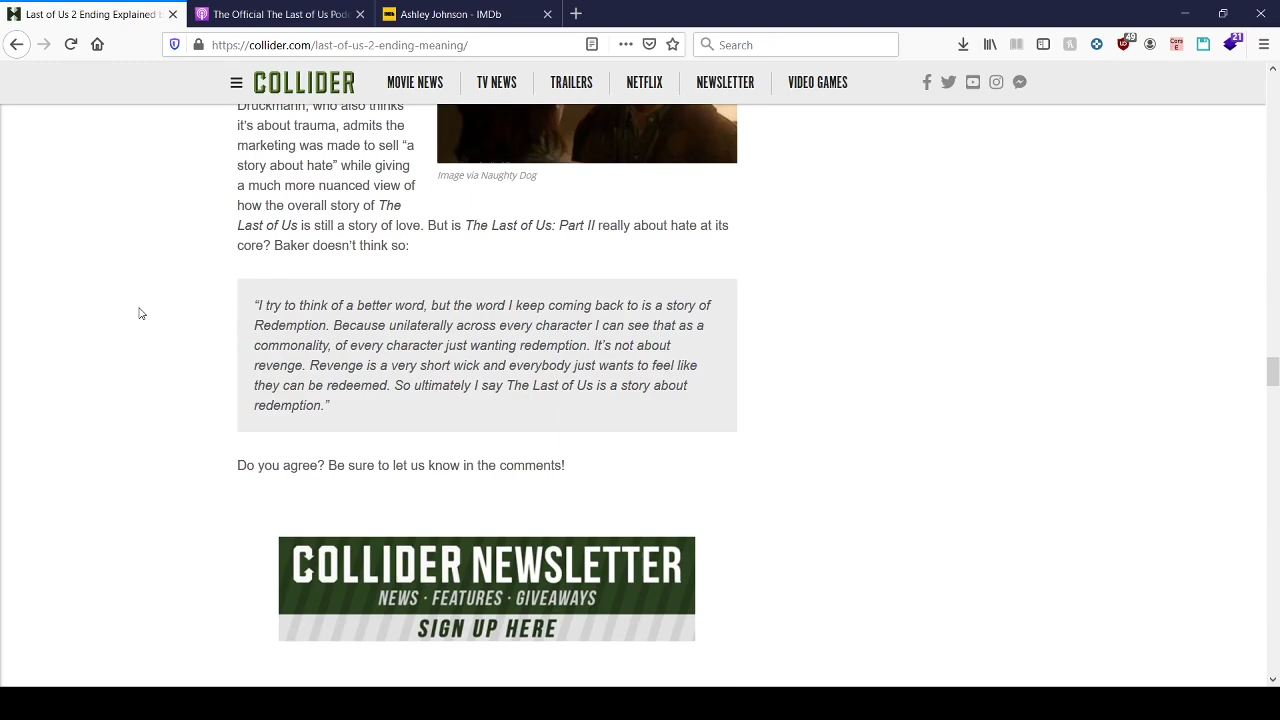 Last of Us 2 Ending Explained b
The Official The Last of Us Pod
Ashley Johnson - IMDb
https://collider.com/last-of-us-2-ending-meaning/
Search
49
21
COLLIDER
MOVIE NEWS
TV NEWS
TRAILERS
NETFLIX
NEWSLETTER
VIDEO GAMES
Druckmann, who also thinks
it's about trauma, admits the
marketing was made to sell “a
story about hate” while giving
a much more nuanced view of
how the overall story of The
Image via Naughty Dog
Last of Us is still a story of love. But is The Last of Us: Part II really about hate at its
core? Baker doesn’t think so:
“I try to think of a better word, but the word I keep coming back to is a story of
Redemption. Because unilaterally across every character I can see that as a
commonality, of every character just wanting redemption. It’s not about
revenge. Revenge is a very short wick and everybody just wants to feel like
they can be redeemed. So ultimately I say The Last of Us is a story about
redemption.”
Do you agree? Be sure to let us know in the comments!
COLLIDER NEWSLETTER
NEWS · FEATURES · GIVEAWAYS
SIGN UP HERE